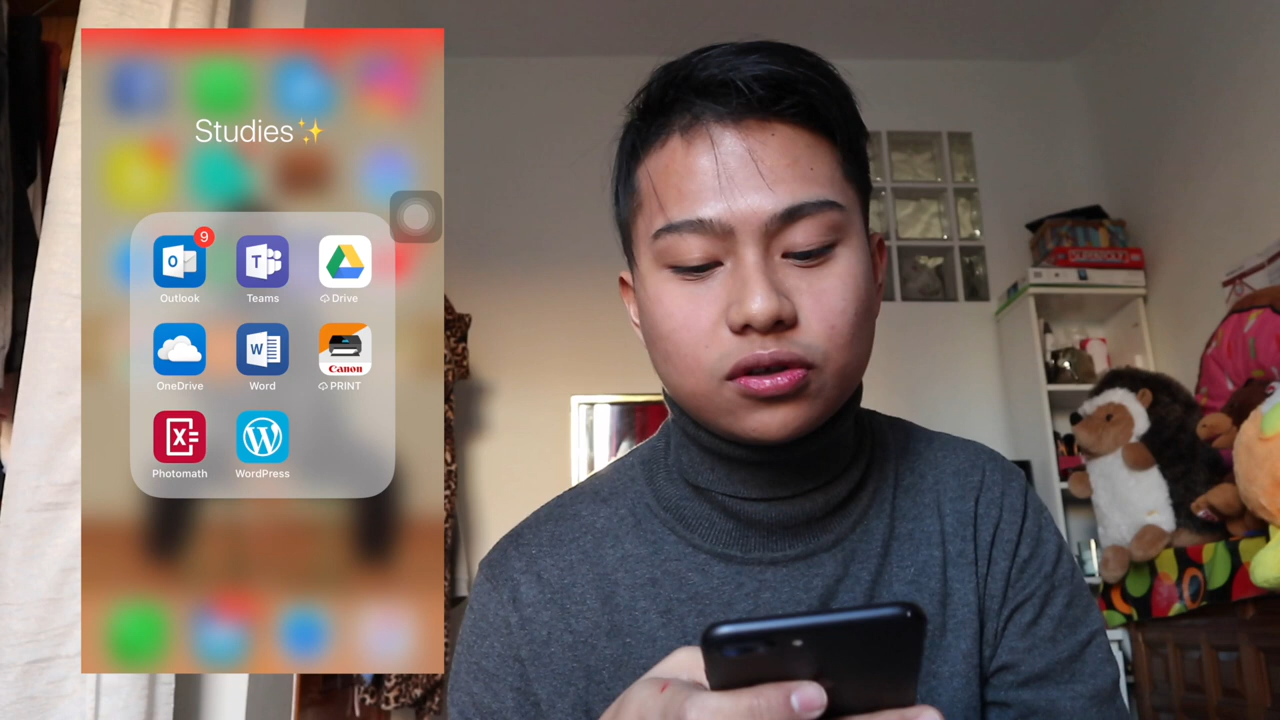 Studies✨
9
Outlook
Teams
Drive
OneDrive
Word
Canon
PRINT
Photomath
WordPress